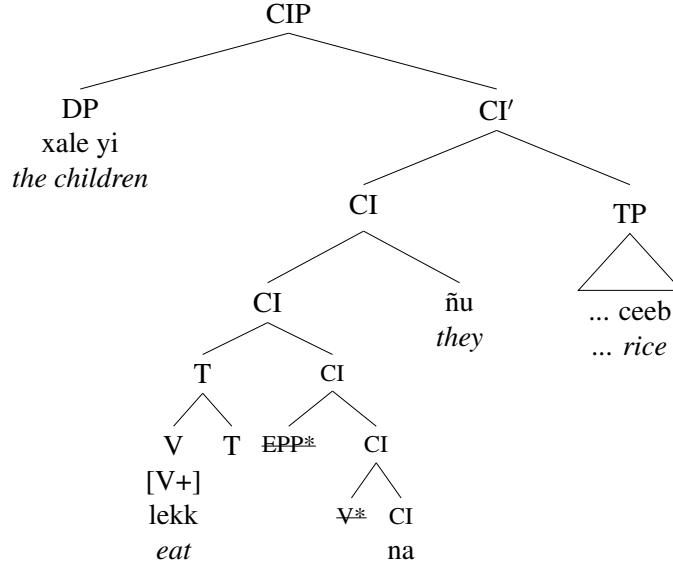 CIP
DP CI′
xale yi
the children
CI TP
CI ñu ... ceeb
they ... rice
T CI
V T EPP* CI
[V+]
lekk V* CI
eat na